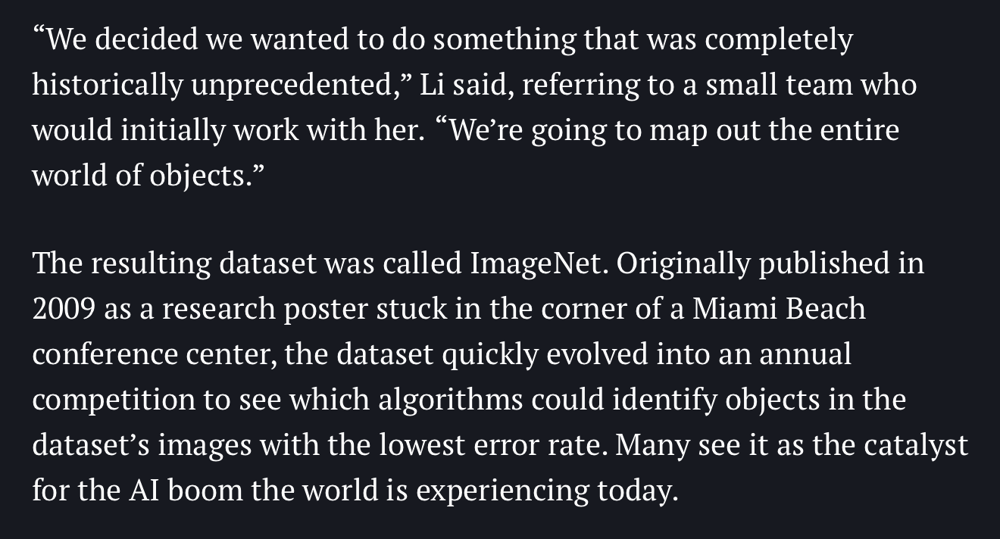 “We decided we wanted to do something that was completely
historically unprecedented,” Li said, referring to a small team who
would initially work with her. “We’re going to map out the entire
world of objects.”
The resulting dataset was called ImageNet. Originally published in
2009 as a research poster stuck in the corner of a Miami Beach
conference center, the dataset quickly evolved into an annual
competition to see which algorithms could identify objects in the
dataset’s images with the lowest error rate. Many see it as the catalyst
for the AI boom the world is experiencing today.